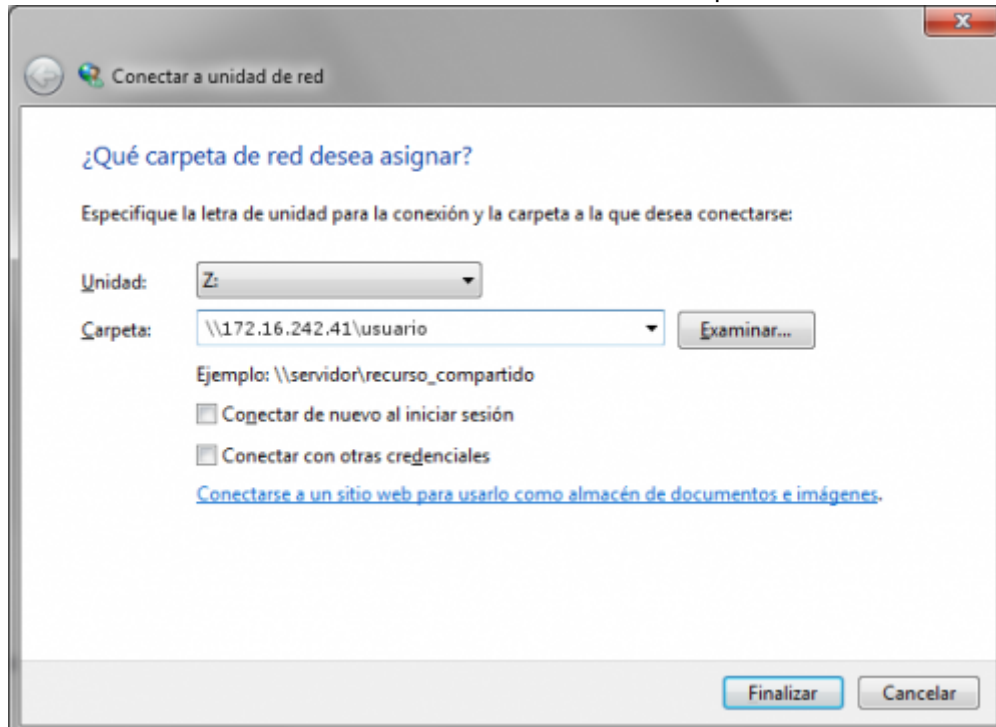 Conectar a unidad de red
¿Qué carpeta de red desea asignar?
Especifique la letra de unidad para la conexión y la carpeta a la que desea conectarse:
Unidad: Z:
Carpeta: \\172.16.242.41\usuario Examinar...
Ejemplo: \\servidor\recurso_compartido
Conectar de nuevo al iniciar sesión
Conectar con otras credenciales
Conectarse a un sitio web para usarlo como almacén de documentos e imágenes.
Finalizar Cancelar